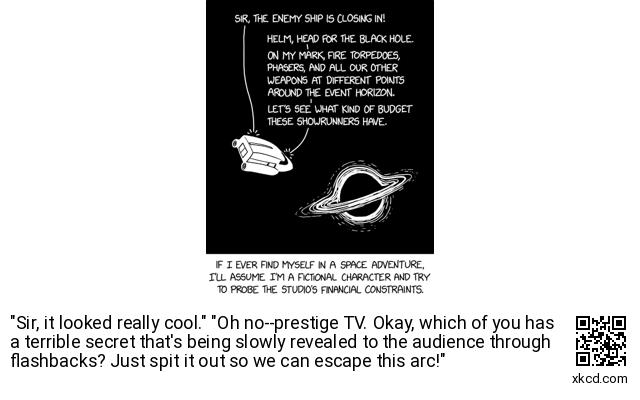 SIR, THE ENEMY SHIP IS CLOSING IN!
HELM, HEAD FOR THE BLACK HOLE.
ON MY MARK, FIRE TORPEDOES,
PHASERS, AND ALL OUR OTHER
WEAPONS AT DIFFERENT POINTS
AROUND THE EVENT HORIZON.
LET'S SEE WHAT KIND OF BUDGET
THESE SHOWRUNNERS HAVE.
IF I EVER FIND MYSELF IN A SPACE ADVENTURE,
I'LL ASSUME I'M A FICTIONAL CHARACTER AND TRY
TO PROBE THE STUDIO'S FINANCIAL CONSTRAINTS.
"Sir, it looked really cool." "Oh no--prestige TV. Okay, which of you has
a terrible secret that's being slowly revealed to the audience through
flashbacks? Just spit it out so we can escape this arc!"
xkcd.com